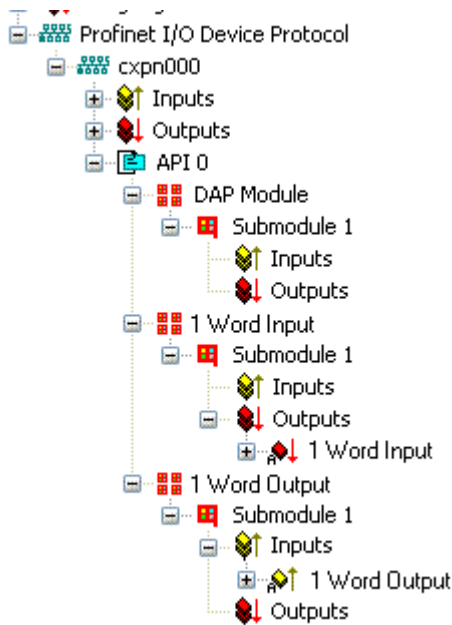 Profinet I/O Device Protocol
cxpn000
Inputs
Outputs
API 0
DAP Module
Submodule 1
Inputs
Outputs
1 Word Input
Submodule 1
Inputs
Outputs
1 Word Input
1 Word Output
Submodule 1
Inputs
1 Word Output
Outputs